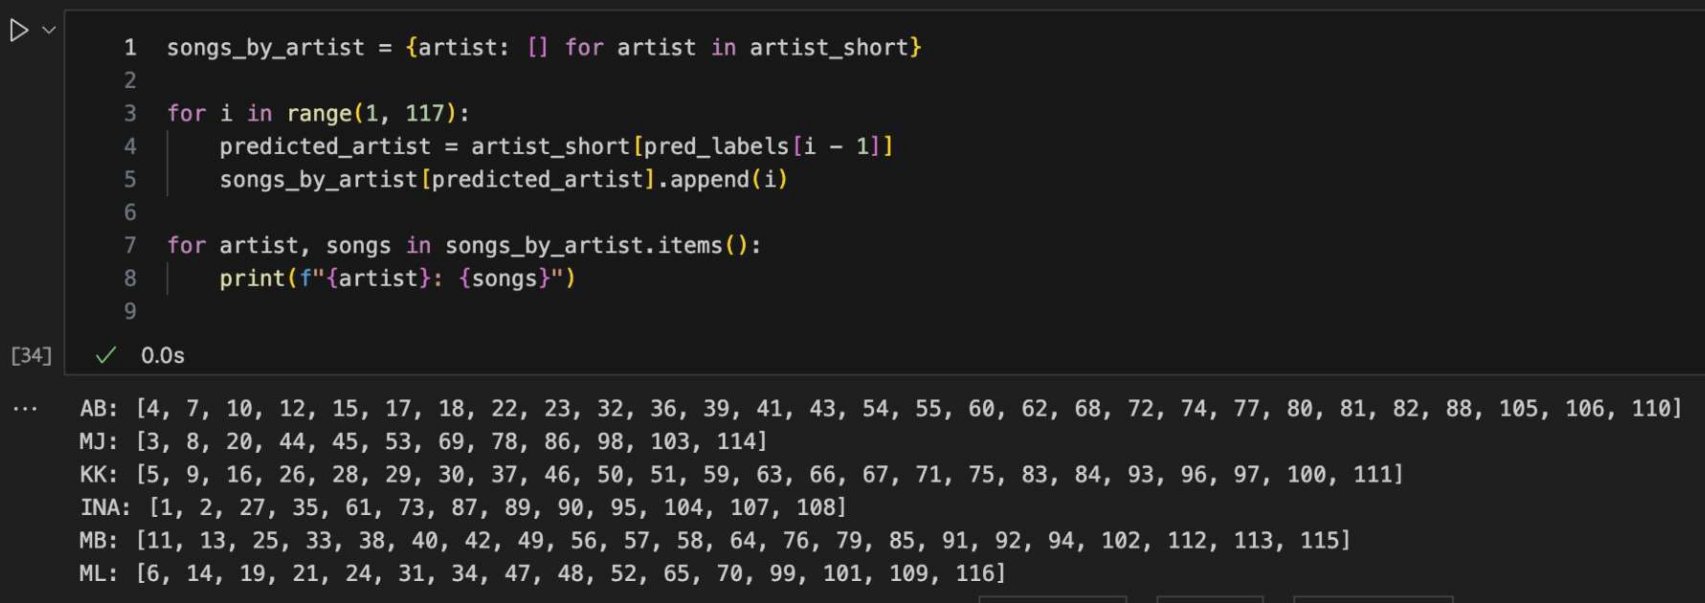 1 songs_by_artist = {artist: [] for artist in artist_short}
2
3 for i in range(1, 117):
4     predicted_artist = artist_short[pred_labels[i - 1]]
5     songs_by_artist[predicted_artist].append(i)
6
7 for artist, songs in songs_by_artist.items():
8     print(f"{artist}: {songs}")
9
[34] ✓ 0.0s
... AB: [4, 7, 10, 12, 15, 17, 18, 22, 23, 32, 36, 39, 41, 43, 54, 55, 60, 62, 68, 72, 74, 77, 80, 81, 82, 88, 105, 106, 110]
MJ: [3, 8, 20, 44, 45, 53, 69, 78, 86, 98, 103, 114]
KK: [5, 9, 16, 26, 28, 29, 30, 37, 46, 50, 51, 59, 63, 66, 67, 71, 75, 83, 84, 93, 96, 97, 100, 111]
INA: [1, 2, 27, 35, 61, 73, 87, 89, 90, 95, 104, 107, 108]
MB: [11, 13, 25, 33, 38, 40, 42, 49, 56, 57, 58, 64, 76, 79, 85, 91, 92, 94, 102, 112, 113, 115]
ML: [6, 14, 19, 21, 24, 31, 34, 47, 48, 52, 65, 70, 99, 101, 109, 116]